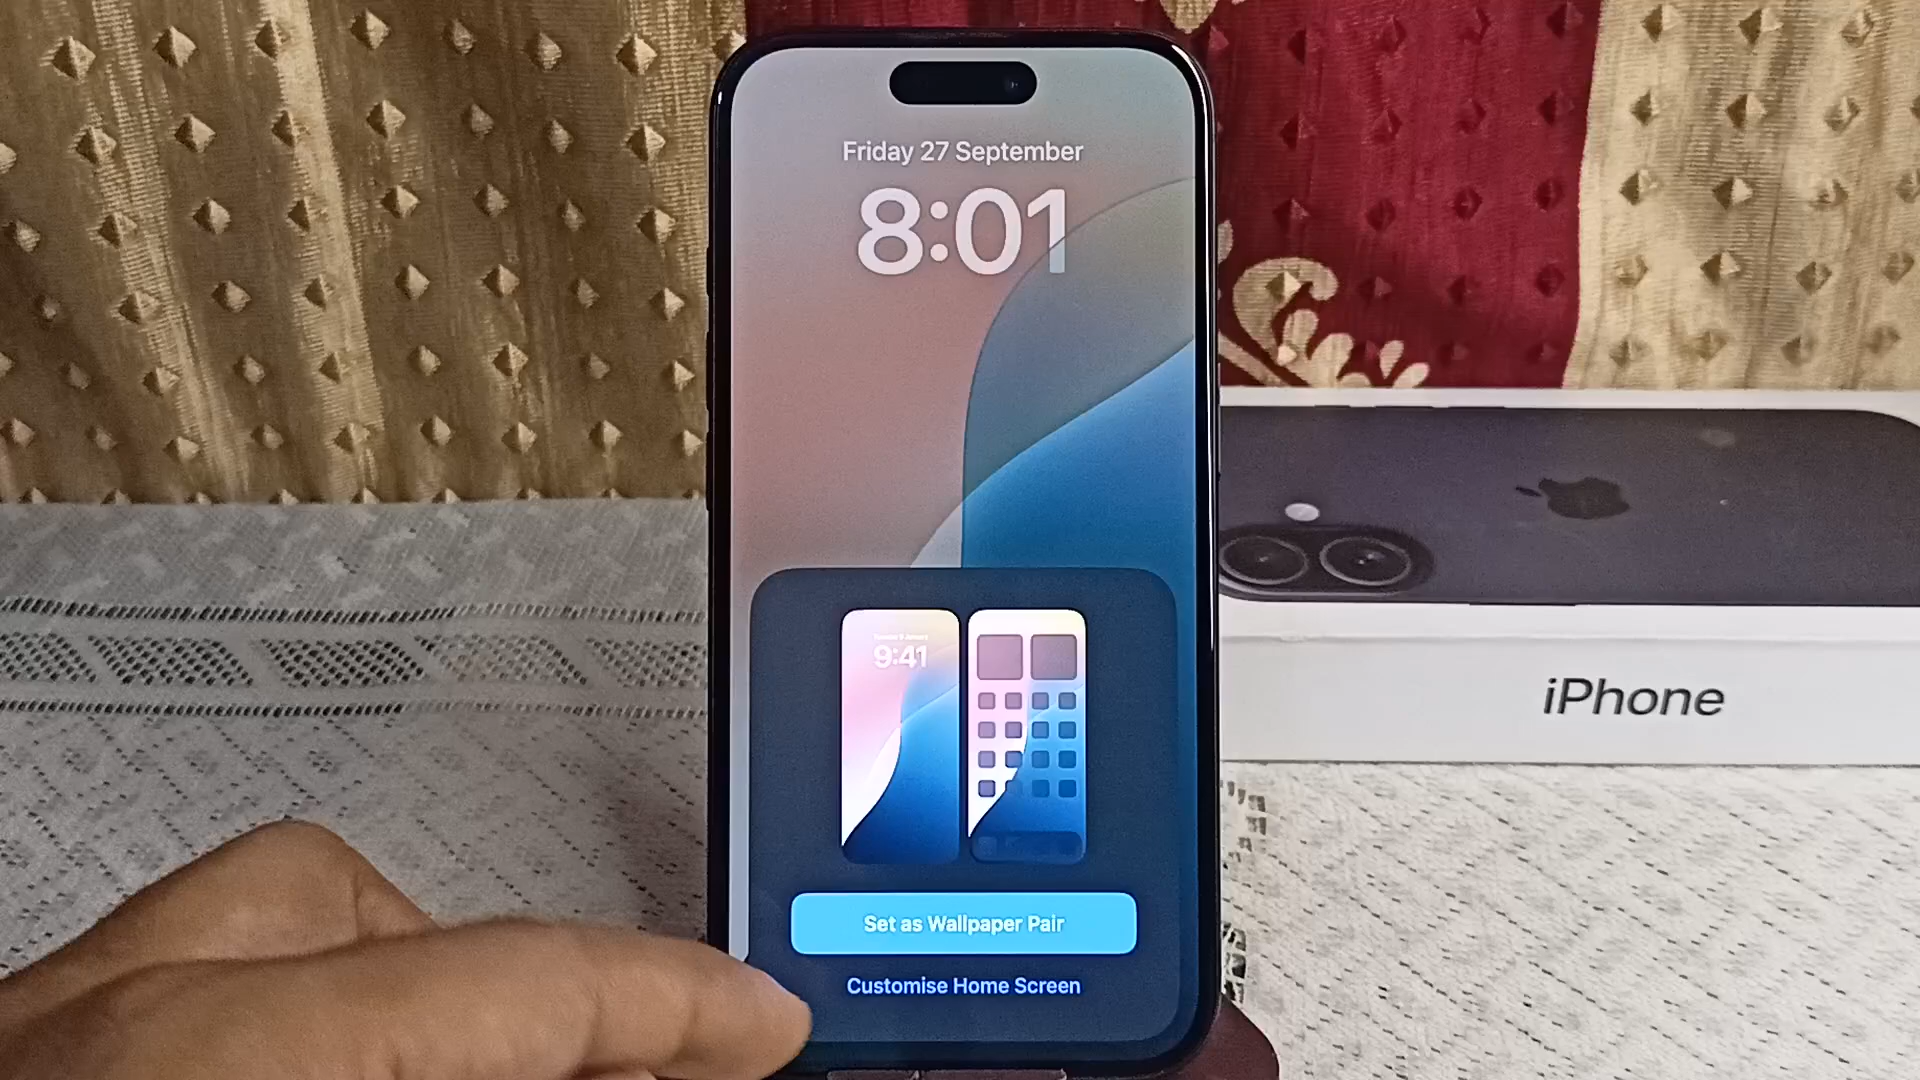 Friday 27 September
8:01
9:41
Set as Wallpaper Pair
Customise Home Screen
iPhone